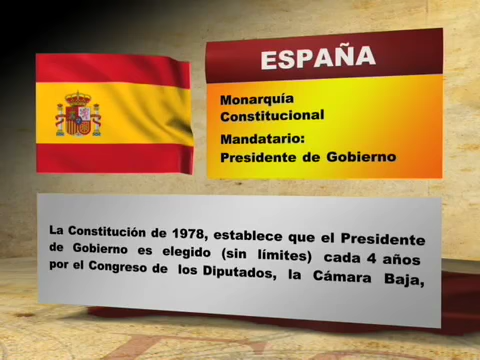 ESPAÑA
Monarquía
Constitucional
Mandatario:
Presidente de Gobierno
La Constitución de 1978, establece que el Presidente
de Gobierno es elegido (sin límites) cada 4 años
por el Congreso de los Diputados, la Cámara Baja,